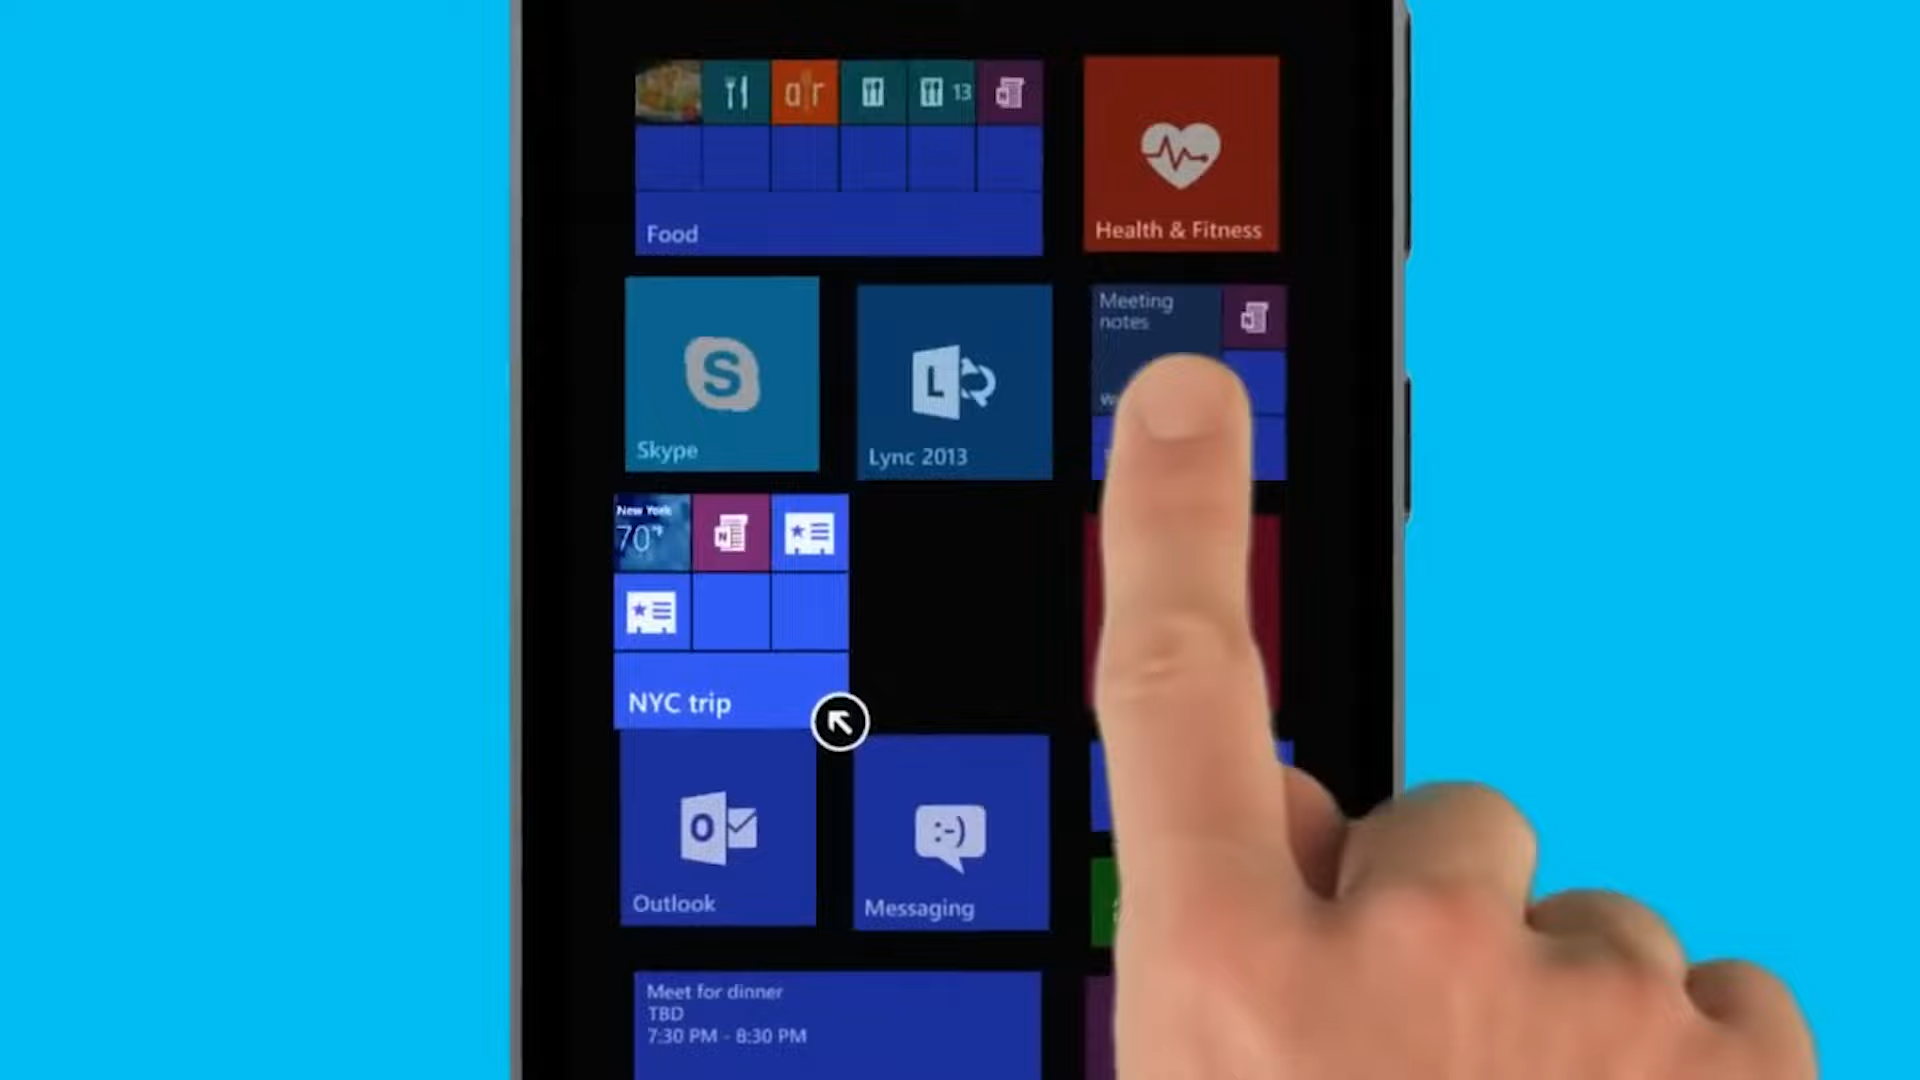 a|r
13
Food
Health & Fitness
S
Skype
L
Lync 2013
Meeting
notes
N
New York
70°F
N
NYC trip
O
Outlook
:-)
Messaging
Meet for dinner
TBD
7:30 PM - 8:30 PM